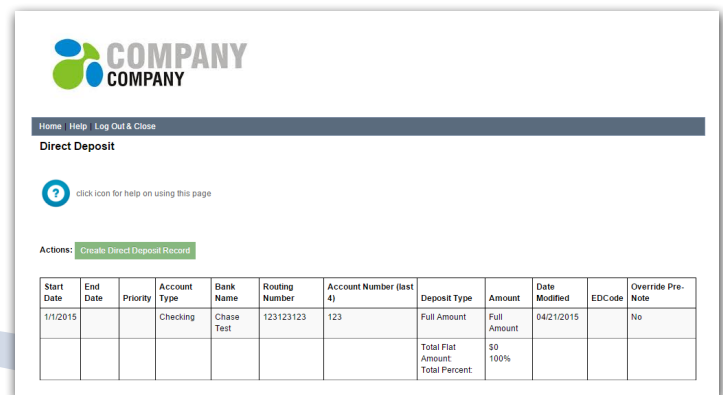 COMPANY
COMPANY
Home | Help | Log Out & Close
Direct Deposit
? click icon for help on using this page
Actions: Create Direct Deposit Record
Start Date End Date Priority Account Type Bank Name Routing Number Account Number (last 4) Deposit Type Amount Date Modified EDCode Override Pre-Note
1/1/2015 Checking Chase Test 123123123 123 Full Amount Full Amount 04/21/2015 No
Total Flat Amount: $0
Total Percent: 100%